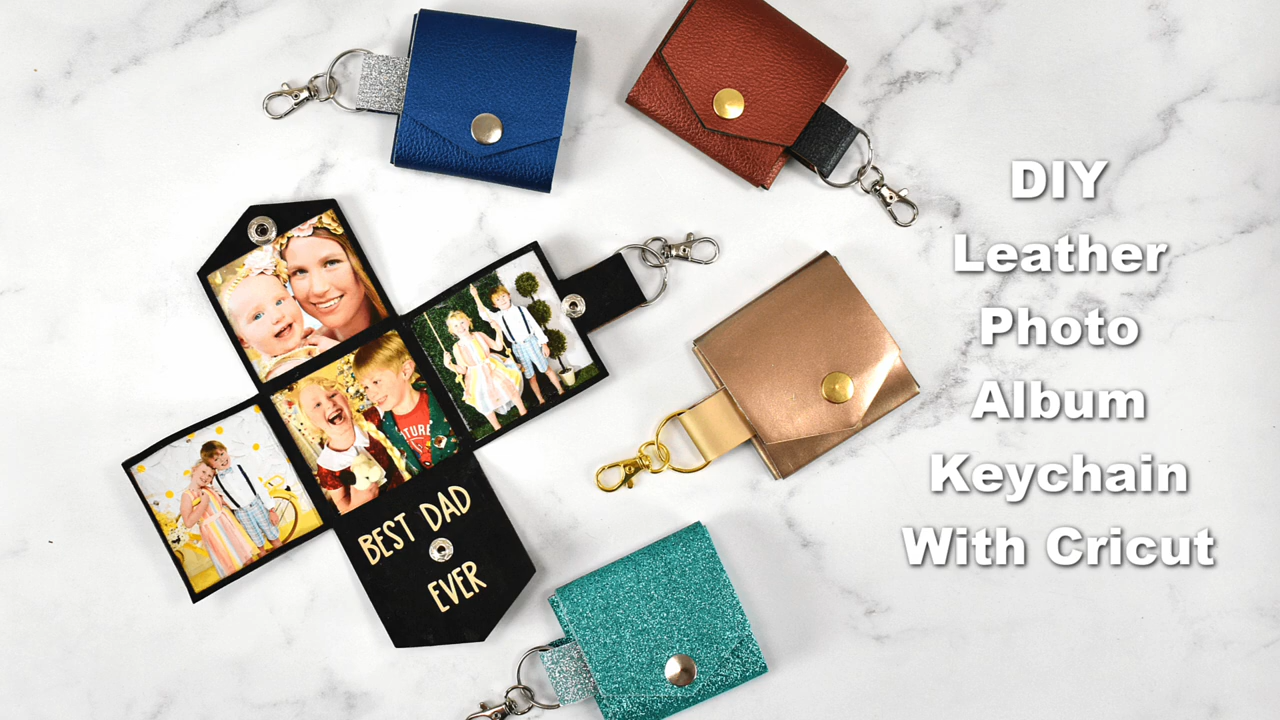 BEST DAD
EVER
DIY
Leather
Photo
Album
Keychain
With Cricut